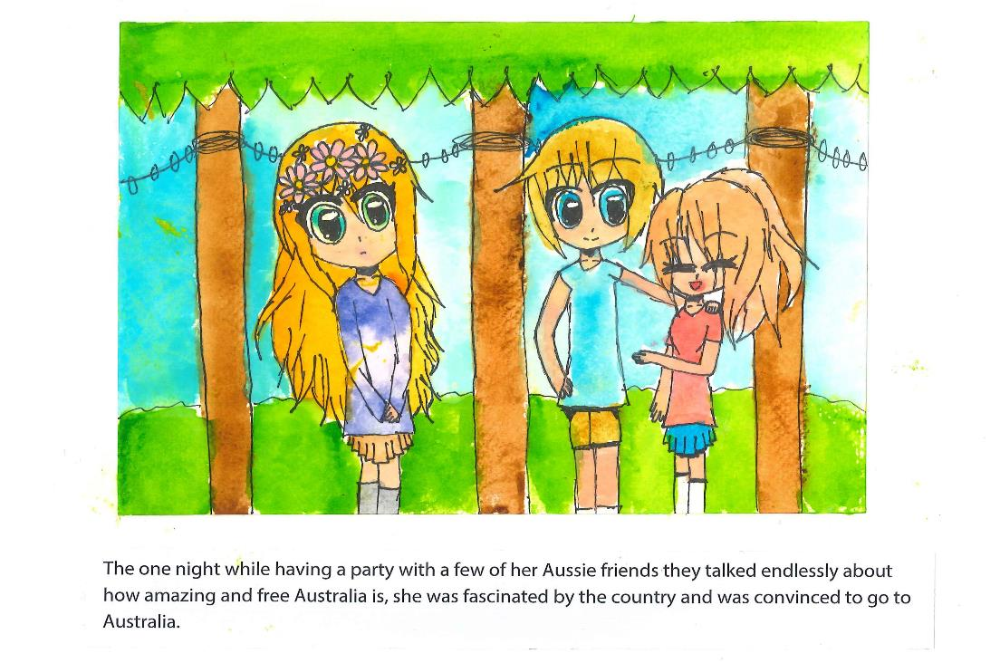 The one night while having a party with a few of her Aussie friends they talked endlessly about
how amazing and free Australia is, she was fascinated by the country and was convinced to go to
Australia.